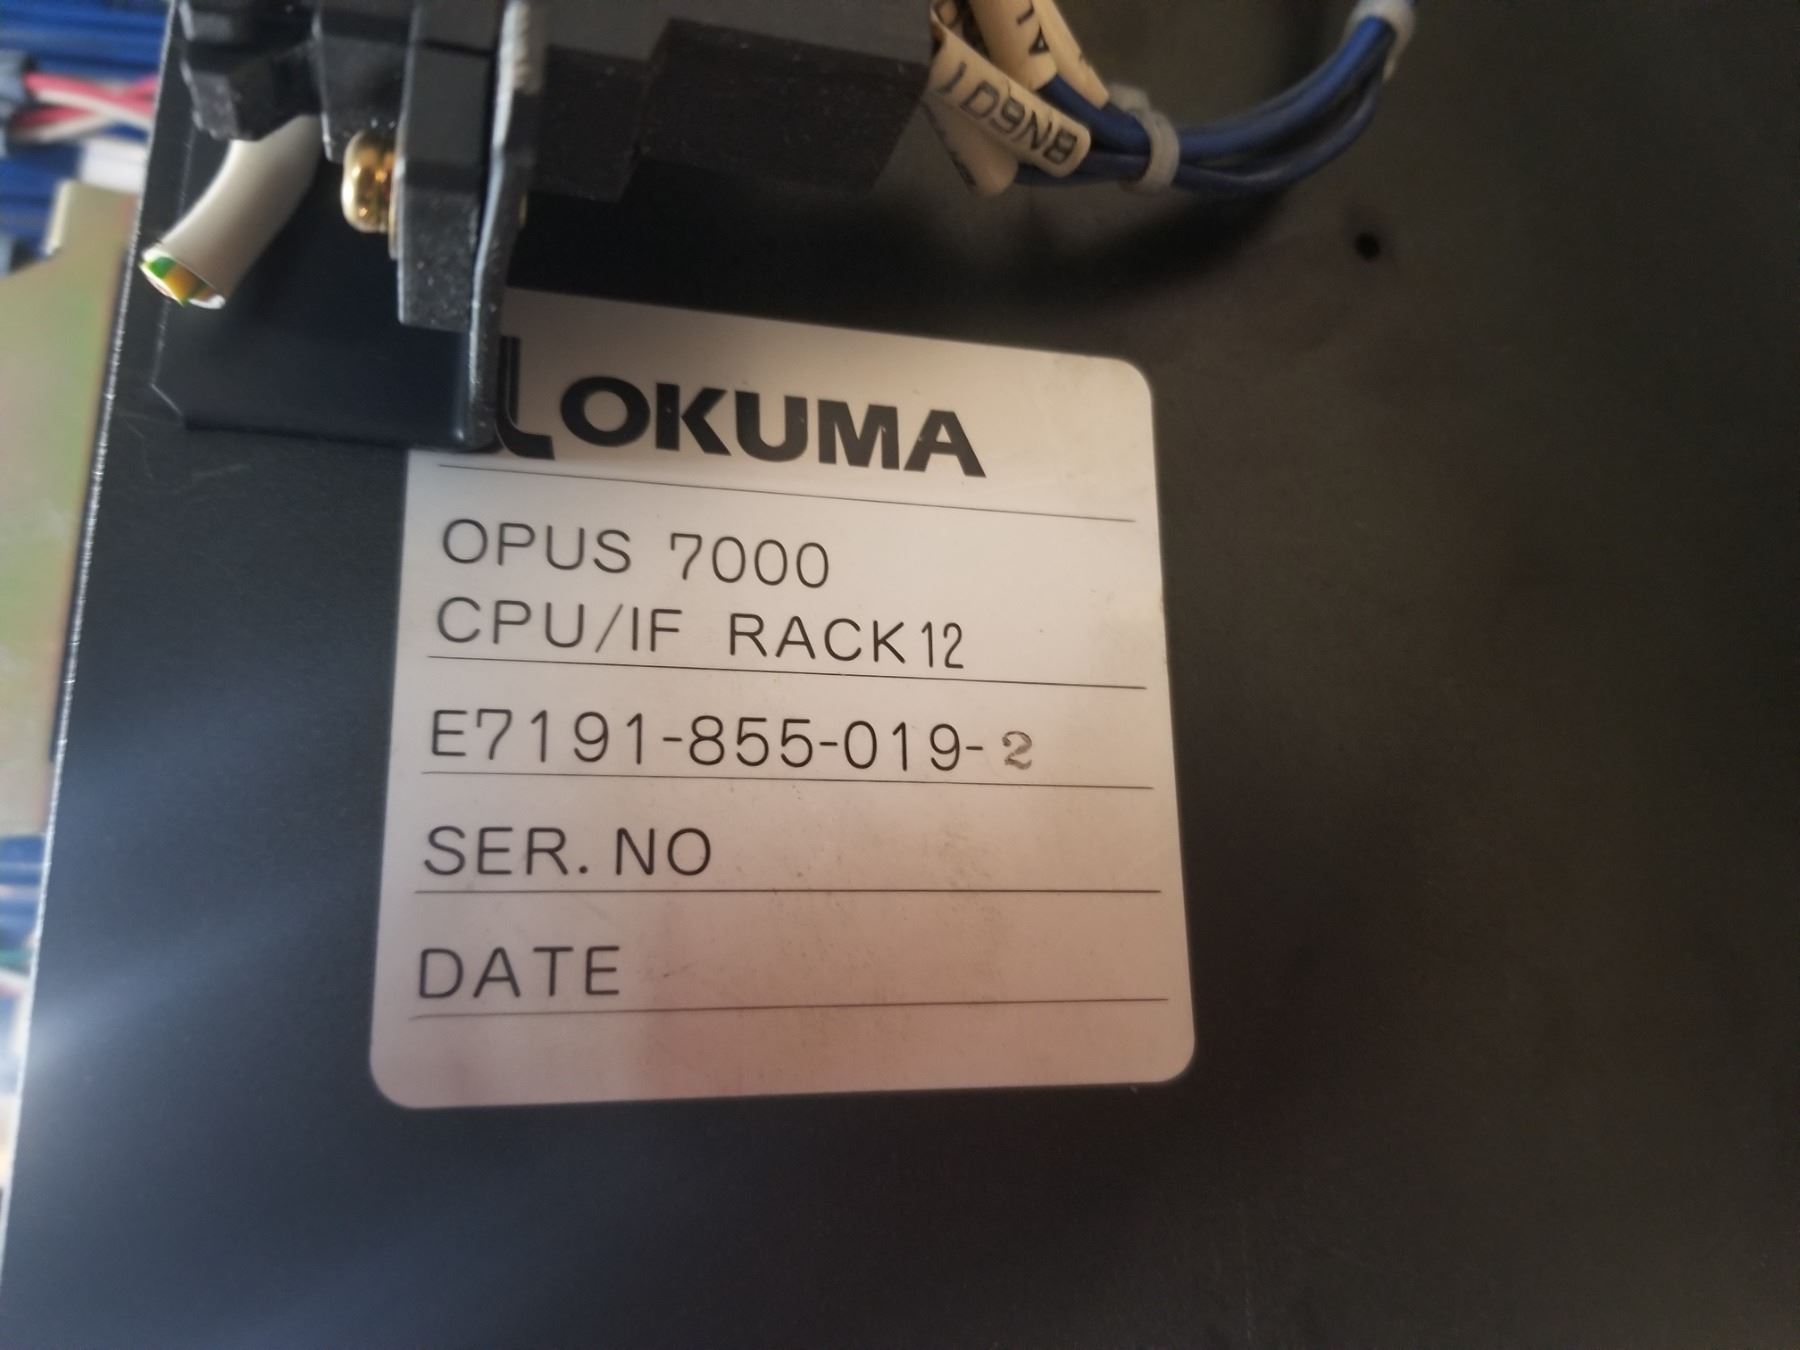 OKUMA
OPUS 7000
CPU/IF RACK12
E7191-855-019-2
SER. NO
DATE